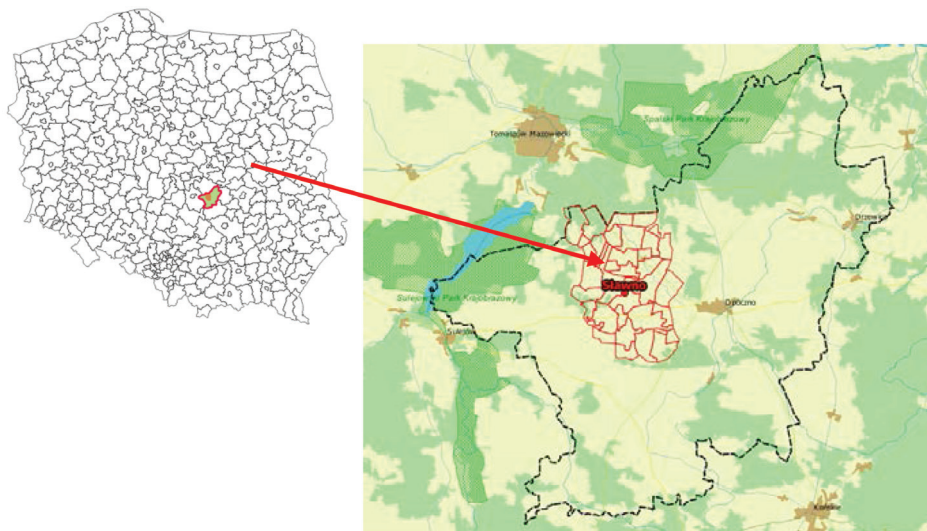 Spalski Park Krajobrazowy
Tomaszów Mazowiecki
Drzewica
Sławno
Sulejowski Park Krajobrazowy
Opoczno
Sulejów
Końskie